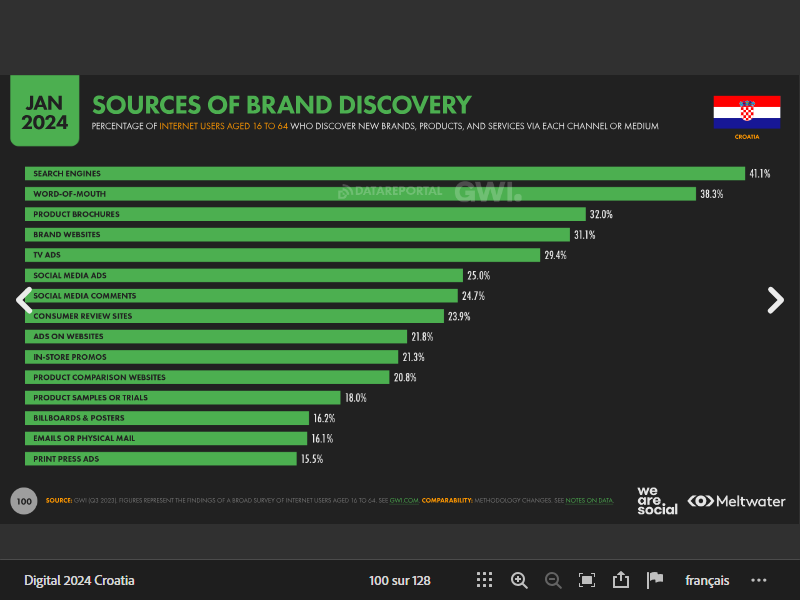 JAN
2024
SOURCES OF BRAND DISCOVERY
PERCENTAGE OF INTERNET USERS AGED 16 TO 64 WHO DISCOVER NEW BRANDS, PRODUCTS, AND SERVICES VIA EACH CHANNEL OR MEDIUM
CROATIA
SEARCH ENGINES 41.1%
WORD-OF-MOUTH 38.3%
DATAREPORTAL GWI.
PRODUCT BROCHURES 32.0%
BRAND WEBSITES 31.1%
TV ADS 29.4%
SOCIAL MEDIA ADS 25.0%
SOCIAL MEDIA COMMENTS 24.7%
CONSUMER REVIEW SITES 23.9%
ADS ON WEBSITES 21.8%
IN-STORE PROMOS 21.3%
PRODUCT COMPARISON WEBSITES 20.8%
PRODUCT SAMPLES OR TRIALS 18.0%
BILLBOARDS & POSTERS 16.2%
EMAILS OR PHYSICAL MAIL 16.1%
PRINT PRESS ADS 15.5%
100
SOURCE: GWI (Q3 2023). FIGURES REPRESENT THE FINDINGS OF A BROAD SURVEY OF INTERNET USERS AGED 16 TO 64. SEE GWI.COM. COMPARABILITY: METHODOLOGY CHANGES. SEE NOTES ON DATA.
we
are.
social
Meltwater
Digital 2024 Croatia
100 sur 128
français